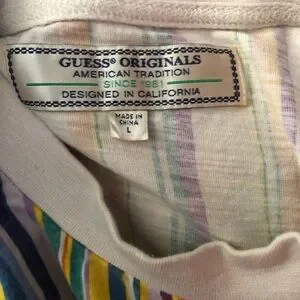 GUESS® ORIGINALS
AMERICAN TRADITION
SINCE 1981
DESIGNED IN CALIFORNIA
MADE IN
CHINA
L